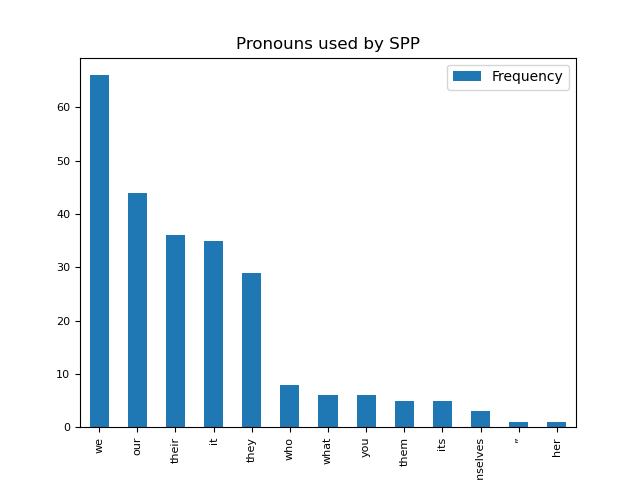 Pronouns used by SPP
Frequency
60
50
40
30
20
10
0
we
our
their
it
they
who
what
you
them
its
nselves
”
her